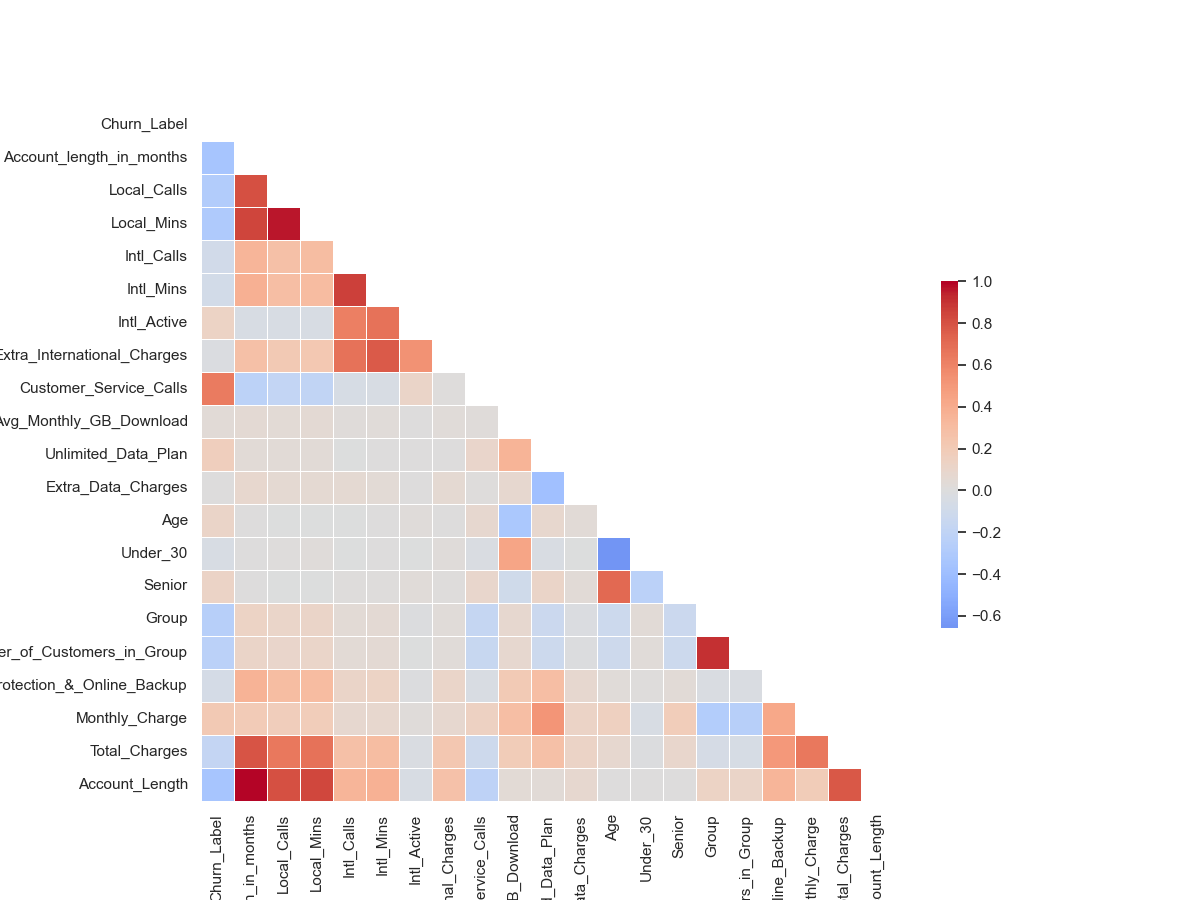 Churn_Label
Account_length_in_months
Local_Calls
Local_Mins
Intl_Calls
Intl_Mins
Intl_Active
Extra_International_Charges
Customer_Service_Calls
Avg_Monthly_GB_Download
Unlimited_Data_Plan
Extra_Data_Charges
Age
Under_30
Senior
Group
er_of_Customers_in_Group
rotection_&_Online_Backup
Monthly_Charge
Total_Charges
Account_Length
Churn_Label
n_in_months
Local_Calls
Local_Mins
Intl_Calls
Intl_Mins
Intl_Active
nal_Charges
ervice_Calls
B_Download
d_Data_Plan
ata_Charges
Age
Under_30
Senior
Group
rs_in_Group
line_Backup
thly_Charge
tal_Charges
ount_Length
1.0
0.8
0.6
0.4
0.2
0.0
−0.2
−0.4
−0.6